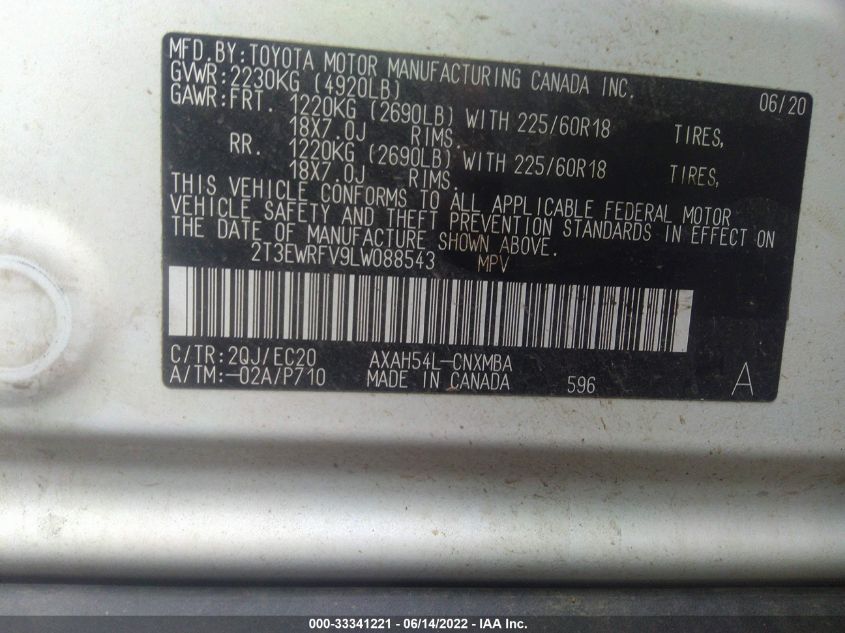 MFD.BY:TOYOTA MOTOR MANUFACTURING CANADA INC. 06/20
GVWR:2230KG (4920LB)
GAWR:FRT. 1220KG (2690LB) WITH 225/60R18 TIRES,
18X7.0J RIMS.
RR. 1220KG (2690LB) WITH 225/60R18 TIRES,
18X7.0J RIMS.
THIS VEHICLE CONFORMS TO ALL APPLICABLE FEDERAL MOTOR
VEHICLE SAFETY AND THEFT PREVENTION STANDARDS IN EFFECT ON
THE DATE OF MANUFACTURE SHOWN ABOVE.
2T3EWRFV9LW088543 MPV
C/TR:2QJ/EC20 AXAH54L-CNXMBA
A/TM:-02A/P710 MADE IN CANADA 596 A
000-33341221 - 06/14/2022 - IAA Inc.